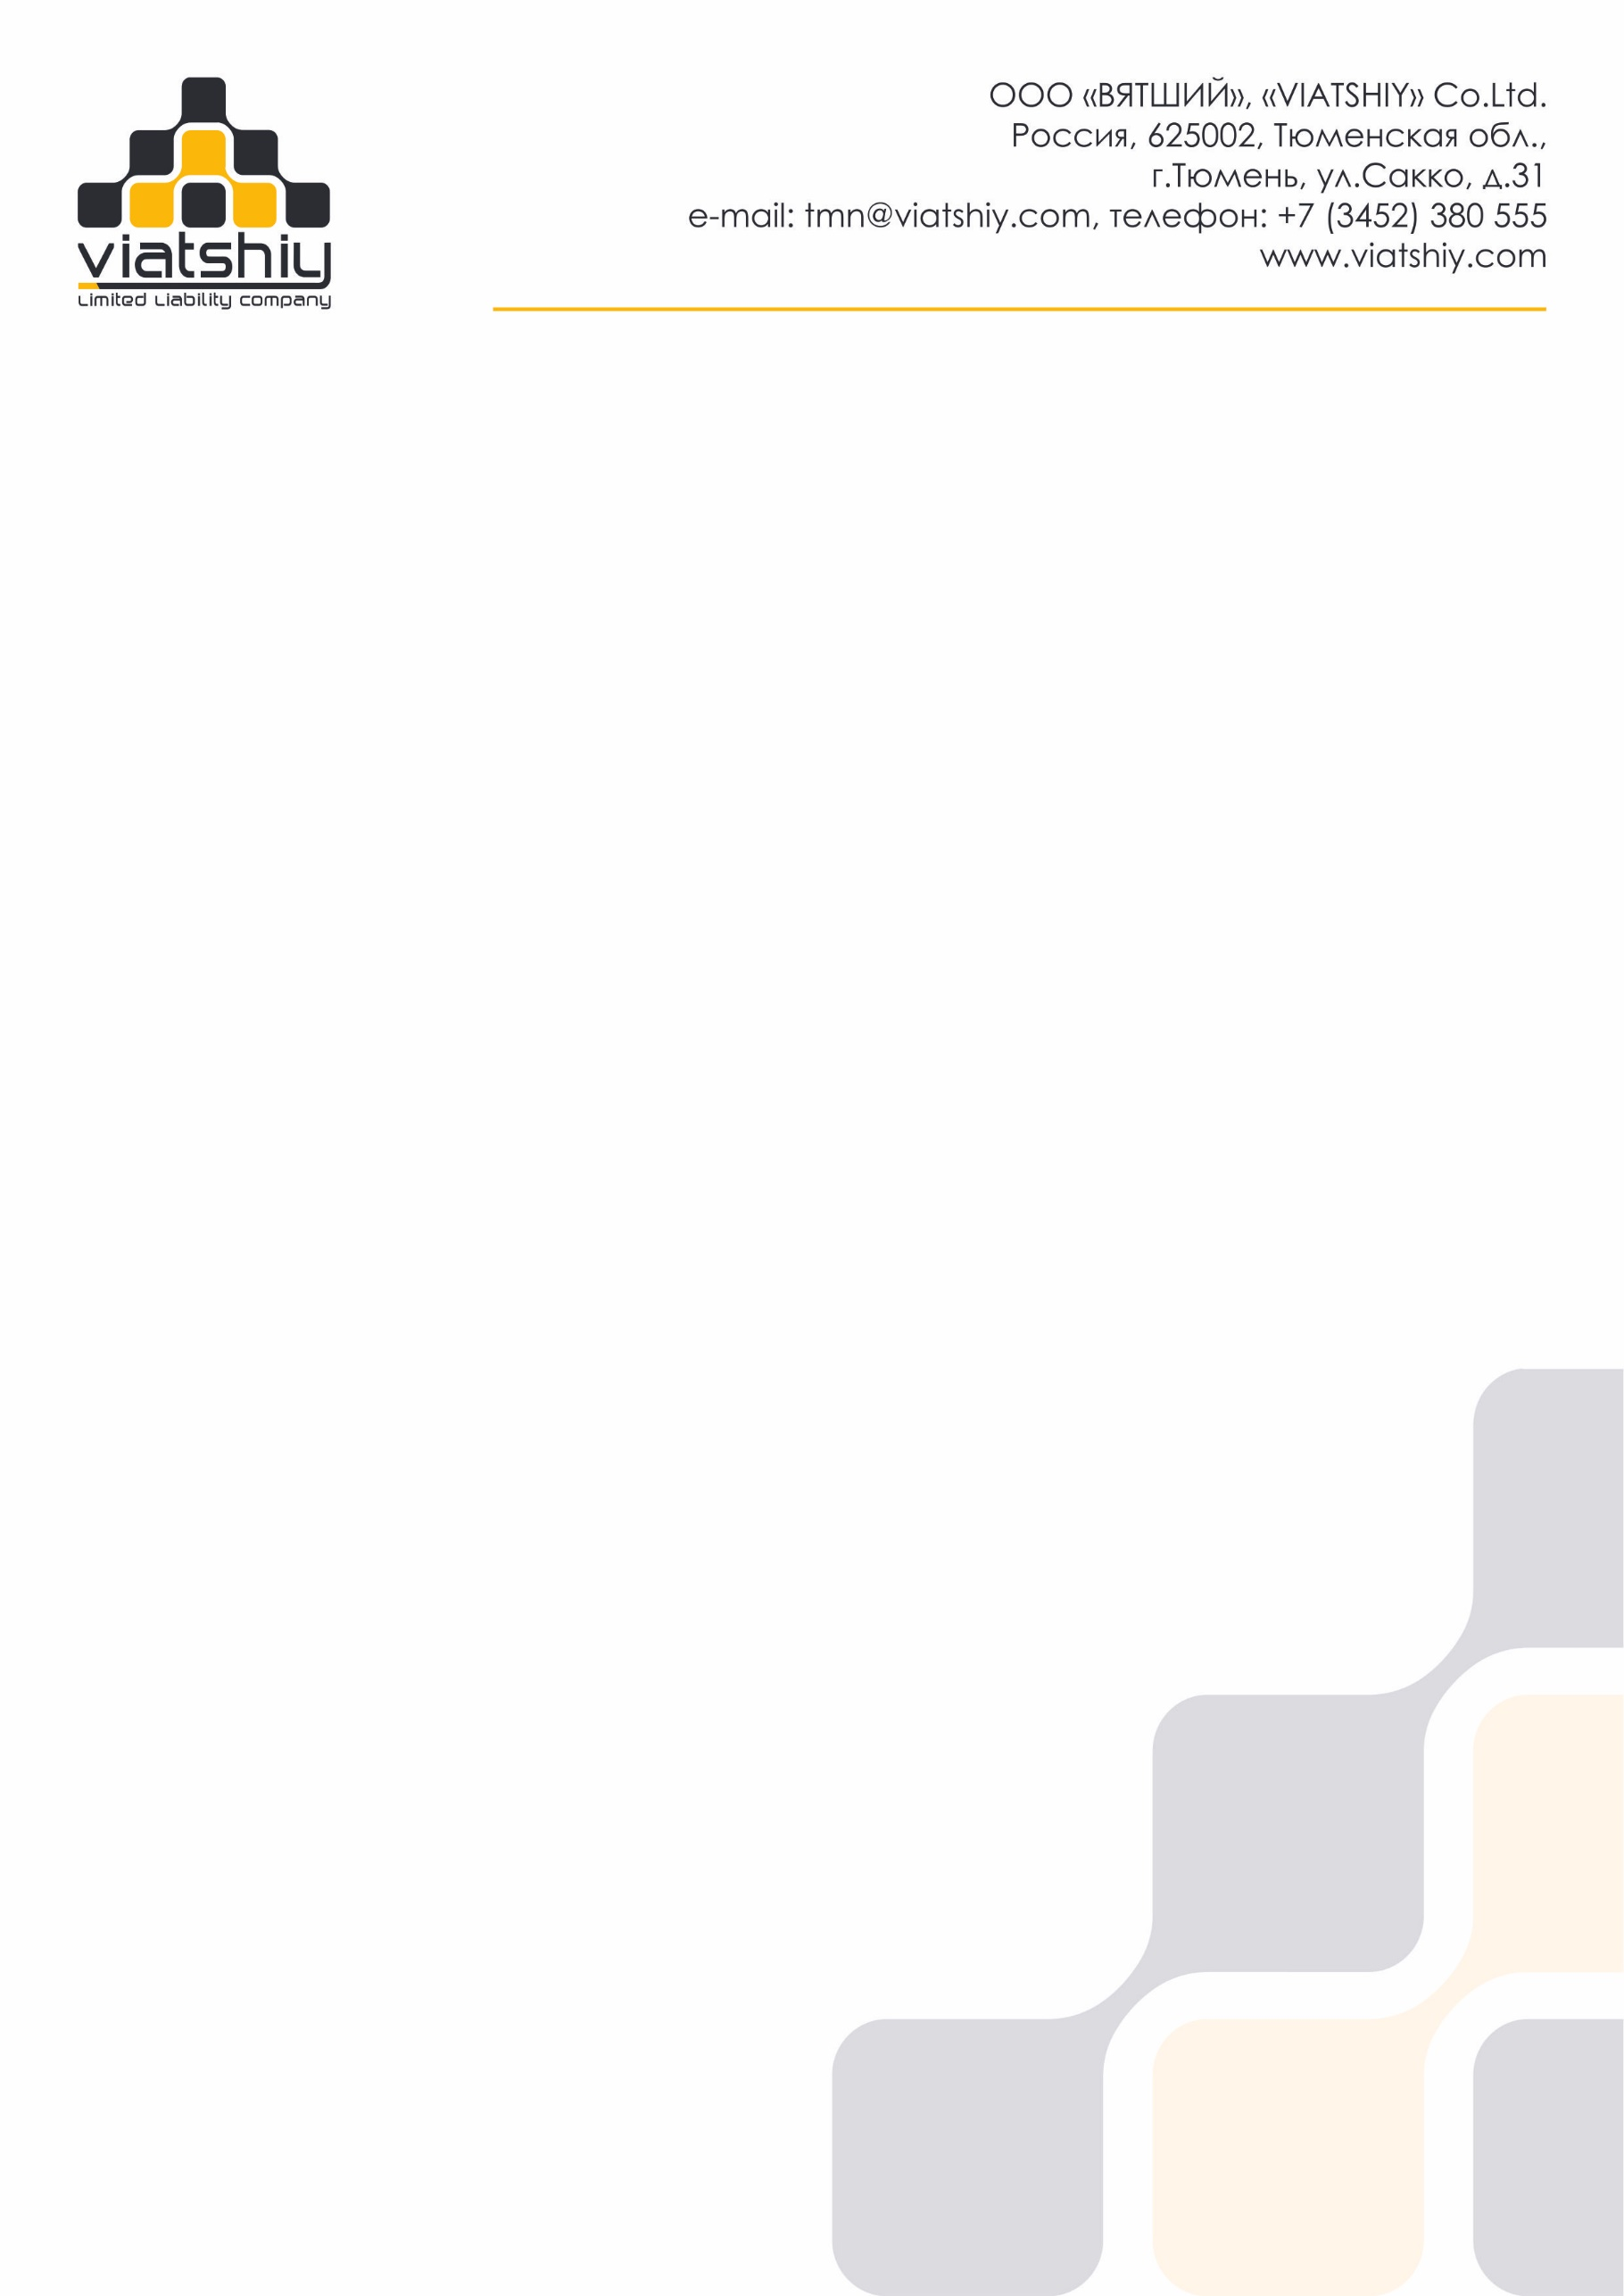 viatshiy
Limited Liability company
ООО «ВЯТШИЙ», «VIATSHIY» Co.Ltd.
Россия, 625002, Тюменская обл.,
г.Тюмень, ул.Сакко, д.31
e-mail: tmn@viatshiy.com, телефон: +7 (3452) 380 555
www.viatshiy.com